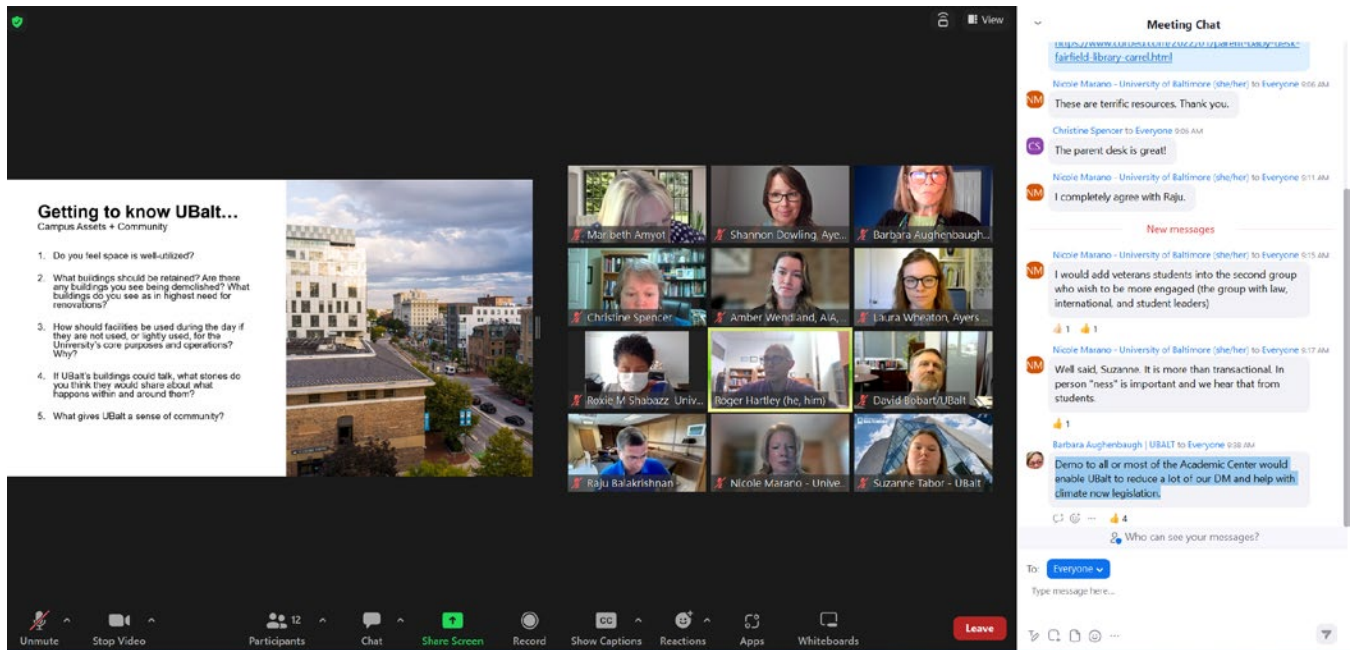 View
Getting to know UBalt...
Campus Assets + Community
1. Do you feel space is well-utilized?
2. What buildings should be retained? Are there
any buildings you see being demolished? What
buildings do you see as in highest need for
renovations?
3. How should facilities be used during the day if
they are not used, or lightly used, for the
University's core purposes and operations?
Why?
4. If UBalt's buildings could talk, what stories do
you think they would share about what
happens within and around them?
5. What gives UBalt a sense of community?
Maribeth Amyot
Shannon Dowling, Aye...
Barbara Aughenbaugh...
Christine Spencer
Amber Wendland, AIA,...
Laura Wheaton, Ayers...
Roxie M Shabazz Univ...
Roger Hartley (he, him)
David Bobart/UBalt
Raju Balakrishnan
Nicole Marano - Unive...
Suzanne Tabor - UBalt
Unmute
Stop Video
12
Participants
Chat
Share Screen
Record
CC
Show Captions
Reactions
Apps
Whiteboards
Leave
Meeting Chat
fairfield-library-carrel.html
Nicole Marano - University of Baltimore (she/her) to Everyone 9:06 AM
NM
These are terrific resources. Thank you.
Christine Spencer to Everyone 9:06 AM
CS
The parent desk is great!
Nicole Marano - University of Baltimore (she/her) to Everyone 9:11 AM
NM
I completely agree with Raju.
New messages
Nicole Marano - University of Baltimore (she/her) to Everyone 9:15 AM
NM
I would add veterans students into the second group
who wish to be more engaged (the group with law,
international, and student leaders)
1 1
Nicole Marano - University of Baltimore (she/her) to Everyone 9:17 AM
NM
Well said, Suzanne. It is more than transactional. In
person "ness" is important and we hear that from
students.
1
Barbara Aughenbaugh | UBALT to Everyone 9:38 AM
Demo to all or most of the Academic Center would
enable UBalt to reduce a lot of our DM and help with
climate now legislation.
4
Who can see your messages?
To: Everyone
Type message here...